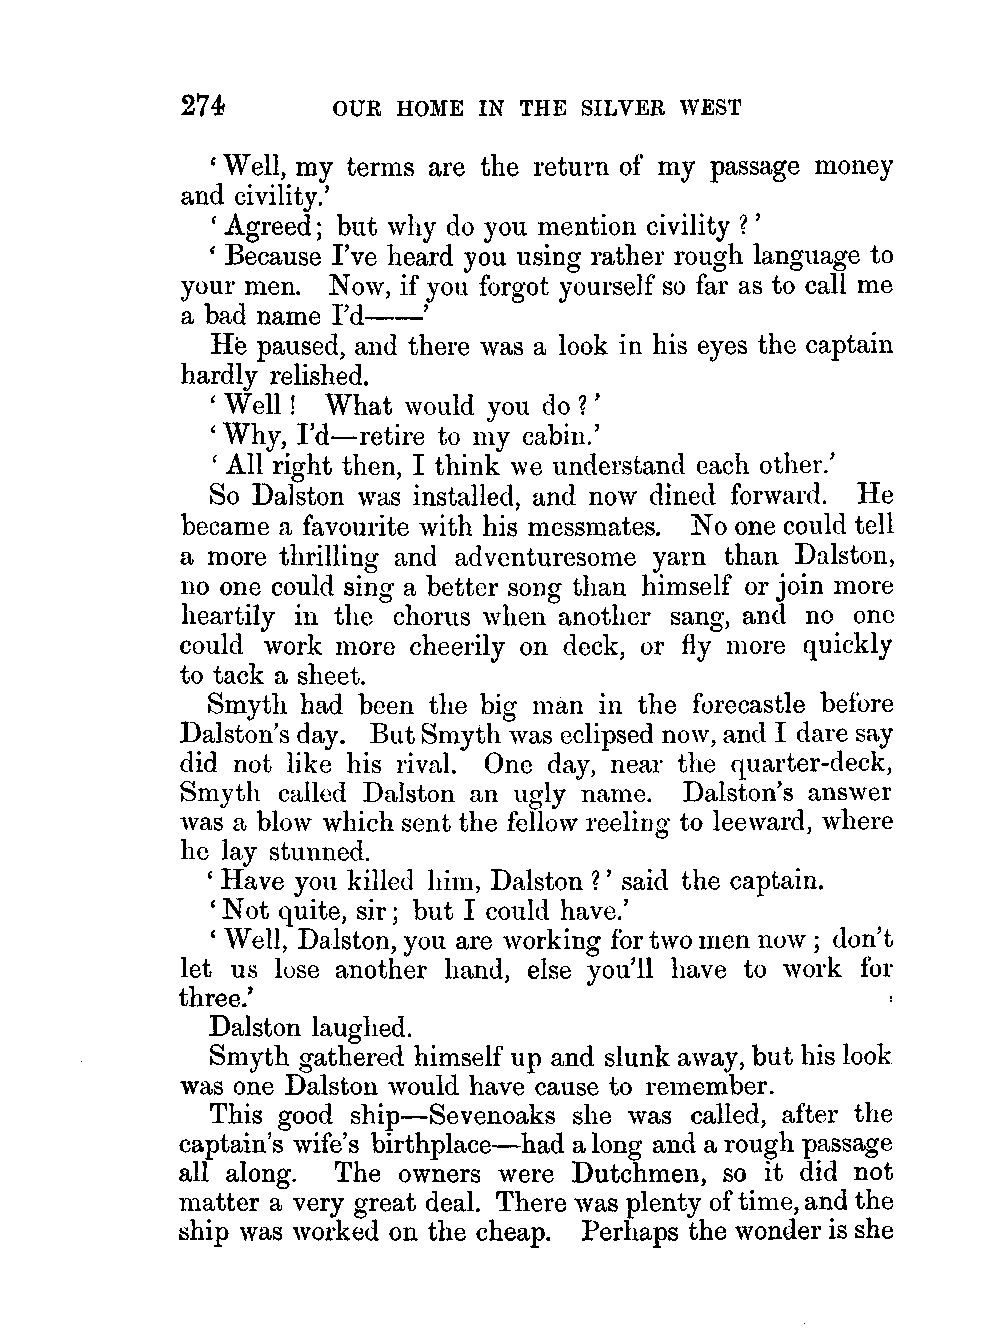 274 OUR HOME IN THE SILVER WEST
‘Well, my terms are the return of my passage money
and civility.’
‘Agreed; but why do you mention civility?’
‘Because I’ve heard you using rather rough language to
your men. Now, if you forgot yourself so far as to call me
a bad name I’d——’
He paused, and there was a look in his eyes the captain
hardly relished.
‘Well! What would you do?’
‘Why, I’d—retire to my cabin.’
‘All right then, I think we understand each other.’
So Dalston was installed, and now dined forward. He
became a favourite with his messmates. No one could tell
a more thrilling and adventuresome yarn than Dalston,
no one could sing a better song than himself or join more
heartily in the chorus when another sang, and no one
could work more cheerily on deck, or fly more quickly
to tack a sheet.
Smyth had been the big man in the forecastle before
Dalston’s day. But Smyth was eclipsed now, and I dare say
did not like his rival. One day, near the quarter-deck,
Smyth called Dalston an ugly name. Dalston’s answer
was a blow which sent the fellow reeling to leeward, where
he lay stunned.
‘Have you killed him, Dalston?’ said the captain.
‘Not quite, sir; but I could have.’
‘Well, Dalston, you are working for two men now; don’t
let us lose another hand, else you’ll have to work for
three.’
Dalston laughed.
Smyth gathered himself up and slunk away, but his look
was one Dalston would have cause to remember.
This good ship—Sevenoaks she was called, after the
captain’s wife’s birthplace—had a long and a rough passage
all along. The owners were Dutchmen, so it did not
matter a very great deal. There was plenty of time, and the
ship was worked on the cheap. Perhaps the wonder is she